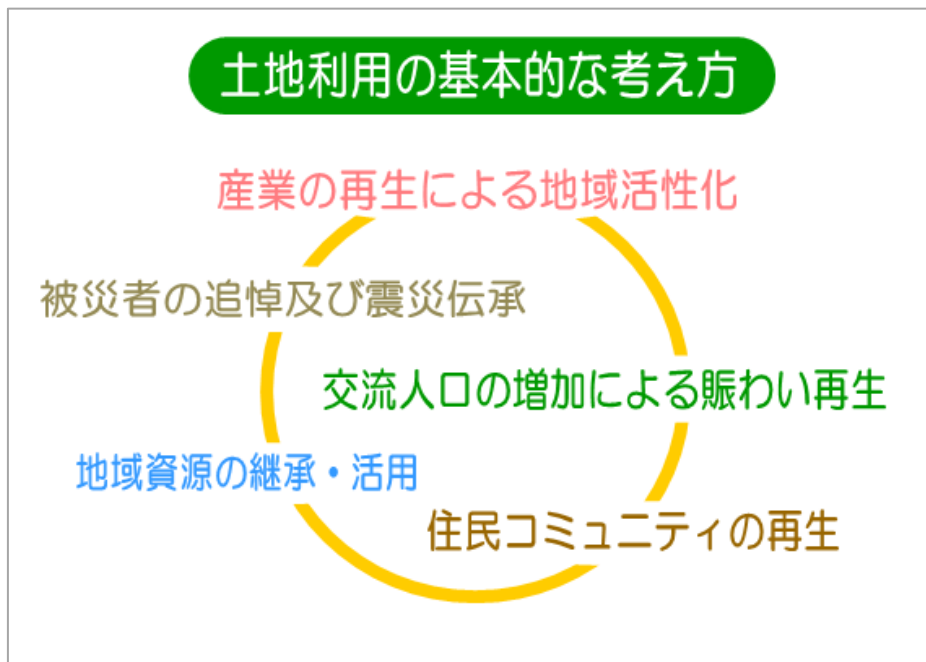 土地利用の基本的な考え方
産業の再生による地域活性化
被災者の追悼及び震災伝承
交流人口の増加による賑わい再生
地域資源の継承・活用
住民コミュニティの再生